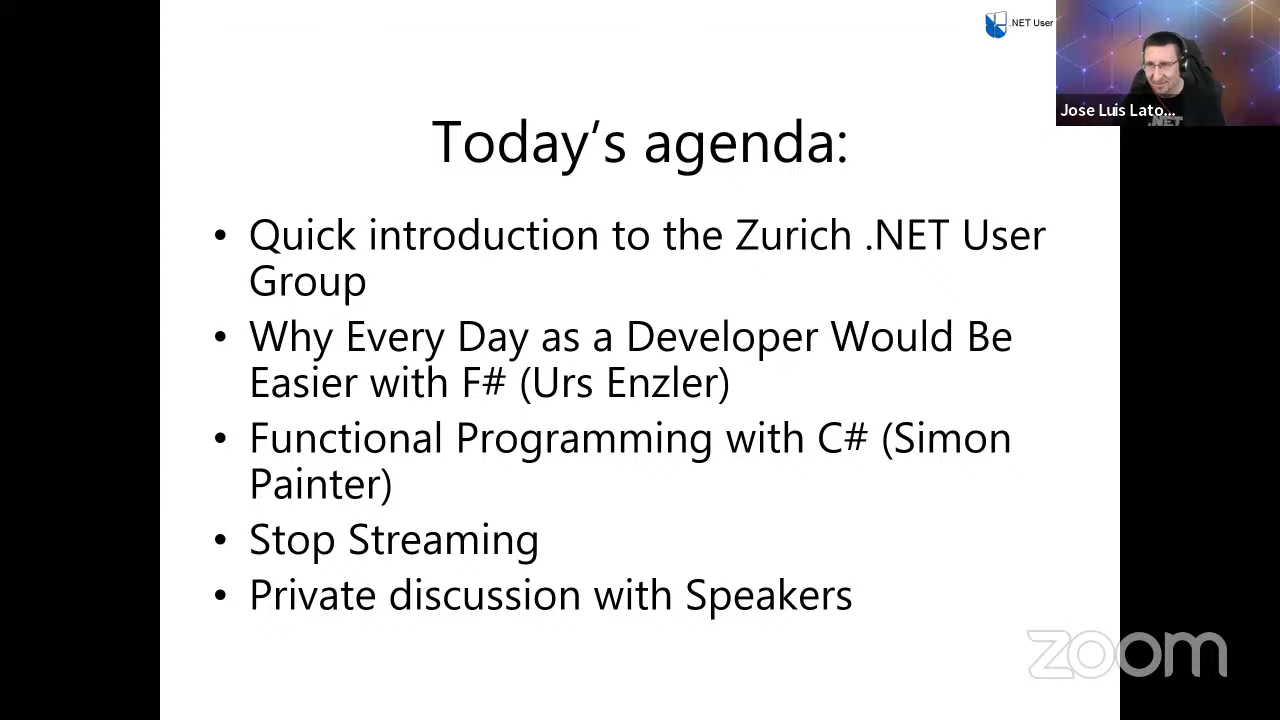 .NET User
Jose Luis Lato...
.NET
Today’s agenda:
• Quick introduction to the Zurich .NET User
Group
• Why Every Day as a Developer Would Be
Easier with F# (Urs Enzler)
• Functional Programming with C# (Simon
Painter)
• Stop Streaming
• Private discussion with Speakers
zoom